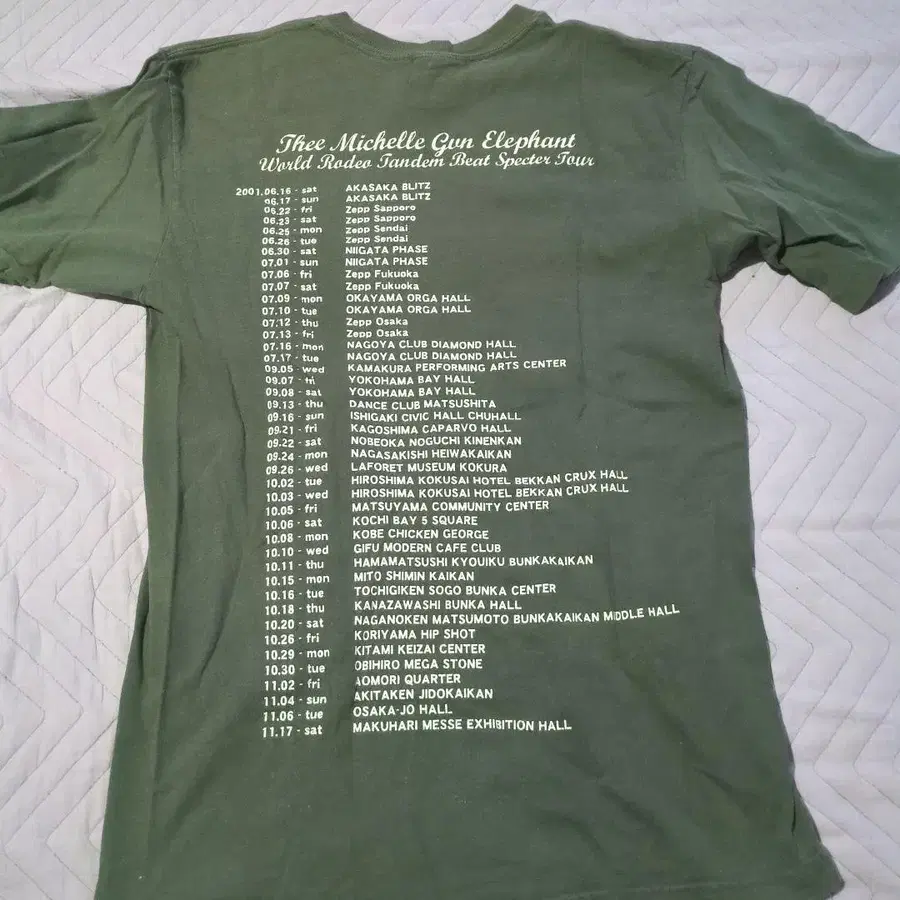 Thee Michelle Gun Elephant
World Rodeo Tandem Beat Specter Tour
2001.06.16 - sat AKASAKA BLITZ
06.17 - sun AKASAKA BLITZ
06.22 - fri Zepp Sapporo
06.23 - sat Zepp Sapporo
06.25 - mon Zepp Sendai
06.26 - tue Zepp Sendai
06.30 - sat NIIGATA PHASE
07.01 - sun NIIGATA PHASE
07.06 - fri Zepp Fukuoka
07.07 - sat Zepp Fukuoka
07.09 - mon OKAYAMA ORGA HALL
07.10 - tue OKAYAMA ORGA HALL
07.12 - thu Zepp Osaka
07.13 - fri Zepp Osaka
07.16 - mon NAGOYA CLUB DIAMOND HALL
07.17 - tue NAGOYA CLUB DIAMOND HALL
09.05 - wed KAMAKURA PERFORMING ARTS CENTER
09.07 - fri YOKOHAMA BAY HALL
09.08 - sat YOKOHAMA BAY HALL
09.13 - thu DANCE CLUB MATSUSHITA
09.16 - sun ISHIGAKI CIVIC HALL CHUHALL
09.21 - fri KAGOSHIMA CAPARVO HALL
09.22 - sat NOBEOKA NOGUCHI KINENKAN
09.24 - mon NAGASAKISHI HEIWAKAIKAN
09.26 - wed LAFORET MUSEUM KOKURA
10.02 - tue HIROSHIMA KOKUSAI HOTEL BEKKAN CRUX HALL
10.03 - wed HIROSHIMA KOKUSAI HOTEL BEKKAN CRUX HALL
10.05 - fri MATSUYAMA COMMUNITY CENTER
10.06 - sat KOCHI BAY 5 SQUARE
10.08 - mon KOBE CHICKEN GEORGE
10.10 - wed GIFU MODERN CAFE CLUB
10.11 - thu HAMAMATSUSHI KYOUIKU BUNKAKAIKAN
10.15 - mon MITO SHIMIN KAIKAN
10.16 - tue TOCHIGIKEN SOGO BUNKA CENTER
10.18 - thu KANAZAWASHI BUNKA HALL
10.20 - sat NAGANOKEN MATSUMOTO BUNKAKAIKAN MIDDLE HALL
10.26 - fri KORIYAMA HIP SHOT
10.29 - mon KITAMI KEIZAI CENTER
10.30 - tue OBIHIRO MEGA STONE
11.02 - fri AOMORI QUARTER
11.04 - sun AKITAKEN JIDOKAIKAN
11.06 - tue OSAKA-JO HALL
11.17 - sat MAKUHARI MESSE EXHIBITION HALL